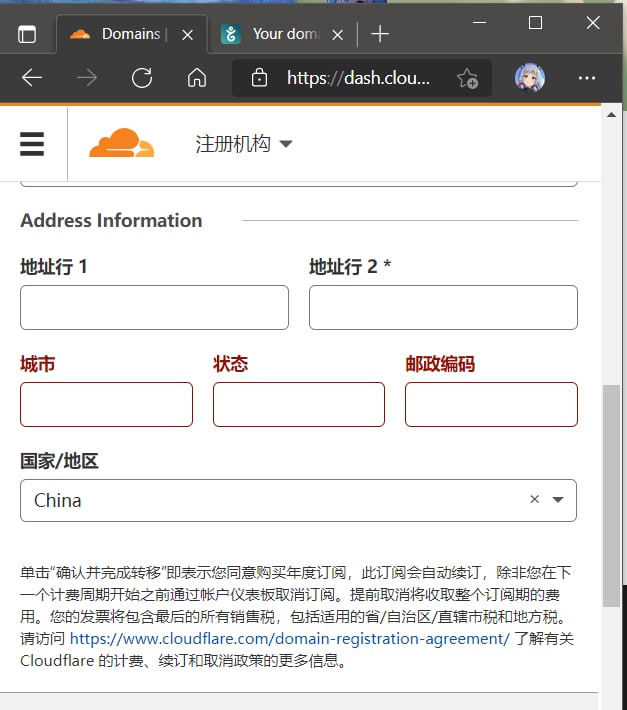 Domains |
Your dom
https://dash.clou...
注册机构
Address Information
地址行 1
地址行 2 *
城市
状态
邮政编码
国家/地区
China
单击“确认并完成转移”即表示您同意购买年度订阅，此订阅会自动续订，除非您在下
一个计费周期开始之前通过帐户仪表板取消订阅。提前取消将收取整个订阅期的费
用。您的发票将包含最后的所有销售税，包括适用的省/自治区/直辖市税和地方税。
请访问 https://www.cloudflare.com/domain-registration-agreement/ 了解有关
Cloudflare 的计费、续订和取消政策的更多信息。